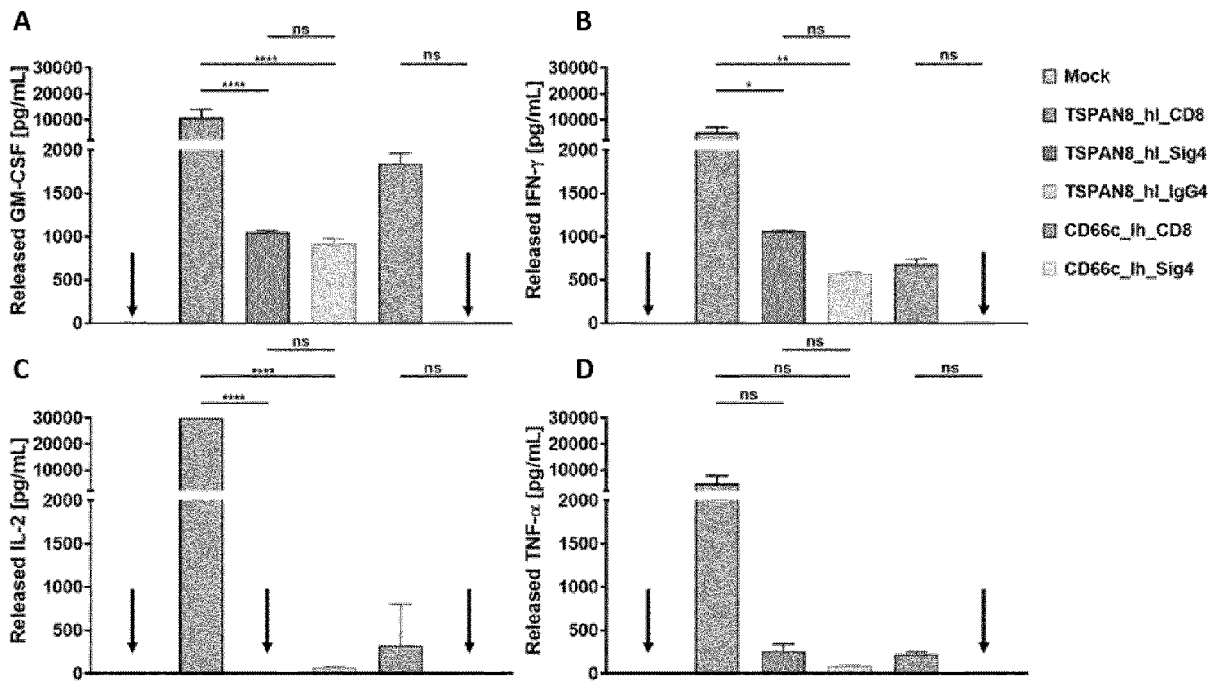 A
ns
****
ns
****
Released GM-CSF [pg/mL]
30000
20000
10000
2000
1500
1000
500
0
B
ns
**
ns
*
Released IFN-γ [pg/mL]
30000
20000
10000
2000
1500
1000
500
0
Mock
TSPAN8_hl_CD8
TSPAN8_hl_Sig4
TSPAN8_hl_IgG4
CD66c_lh_CD8
CD66c_lh_Sig4
C
ns
****
ns
****
Released IL-2 [pg/mL]
30000
20000
10000
2000
1500
1000
500
0
D
ns
ns
ns
ns
Released TNF-α [pg/mL]
30000
20000
10000
2000
1500
1000
500
0